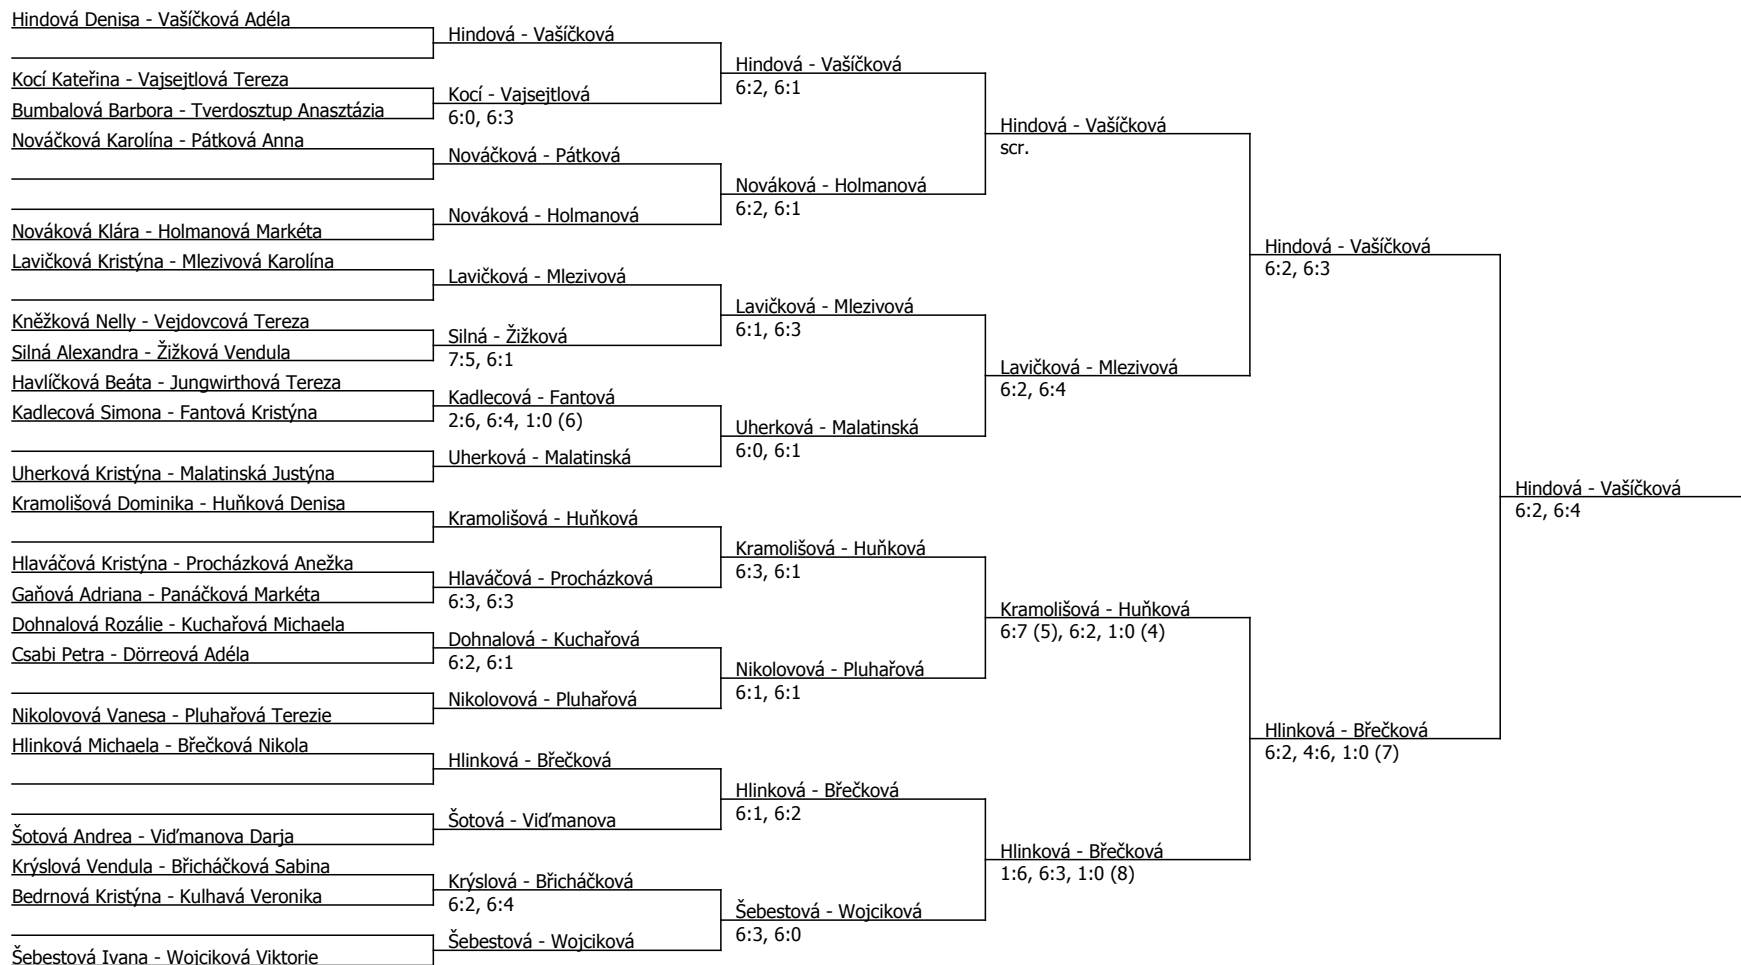 Hindová Denisa - Vašíčková Adéla
Kocí Kateřina - Vajsejtlová Tereza
Bumbalová Barbora - Tverdosztup Anasztázia
Nováčková Karolína - Pátková Anna
Nováková Klára - Holmanová Markéta
Lavičková Kristýna - Mlezivová Karolína
Kněžková Nelly - Vejdovcová Tereza
Silná Alexandra - Žižková Vendula
Havlíčková Beáta - Jungwirthová Tereza
Kadlecová Simona - Fantová Kristýna
Uherková Kristýna - Malatinská Justýna
Kramolišová Dominika - Huňková Denisa
Hlaváčová Kristýna - Procházková Anežka
Gaňová Adriana - Panáčková Markéta
Dohnalová Rozálie - Kuchařová Michaela
Csabi Petra - Dörreová Adéla
Nikolovová Vanesa - Pluhařová Terezie
Hlinková Michaela - Břečková Nikola
Šotová Andrea - Viďmanova Darja
Krýslová Vendula - Břicháčková Sabina
Bedrnová Kristýna - Kulhavá Veronika
Šebestová Ivana - Wojciková Viktorie
Hindová - Vašíčková
Kocí - Vajsejtlová
6:0, 6:3
Nováčková - Pátková
Nováková - Holmanová
Lavičková - Mlezivová
Silná - Žižková
7:5, 6:1
Kadlecová - Fantová
2:6, 6:4, 1:0 (6)
Uherková - Malatinská
Kramolišová - Huňková
Hlaváčová - Procházková
6:3, 6:3
Dohnalová - Kuchařová
6:2, 6:1
Nikolovová - Pluhařová
Hlinková - Břečková
Šotová - Viďmanova
Krýslová - Břicháčková
6:2, 6:4
Šebestová - Wojciková
Hindová - Vašíčková
6:2, 6:1
Nováková - Holmanová
6:2, 6:1
Lavičková - Mlezivová
6:1, 6:3
Uherková - Malatinská
6:0, 6:1
Kramolišová - Huňková
6:3, 6:1
Nikolovová - Pluhařová
6:1, 6:1
Hlinková - Břečková
6:1, 6:2
Šebestová - Wojciková
6:3, 6:0
Hindová - Vašíčková
scr.
Lavičková - Mlezivová
6:2, 6:4
Kramolišová - Huňková
6:7 (5), 6:2, 1:0 (4)
Hlinková - Břečková
1:6, 6:3, 1:0 (8)
Hindová - Vašíčková
6:2, 6:3
Hlinková - Břečková
6:2, 4:6, 1:0 (7)
Hindová - Vašíčková
6:2, 6:4